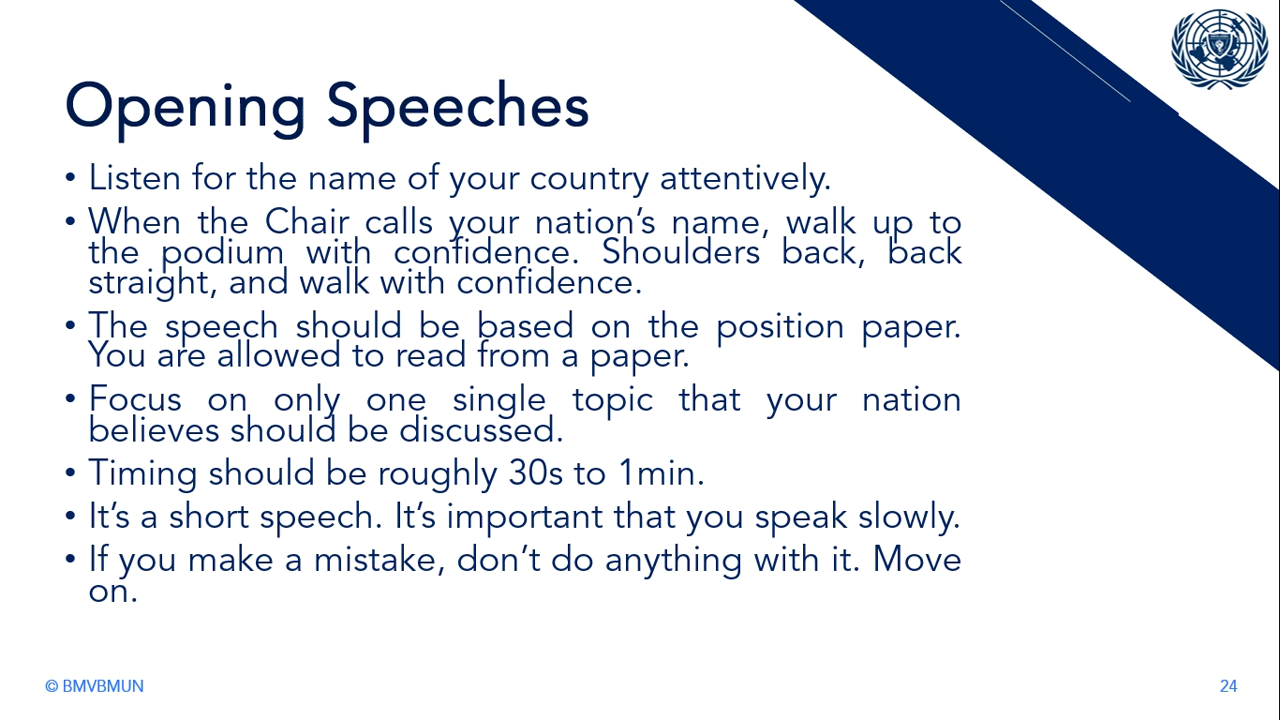 Opening Speeches
• Listen for the name of your country attentively.
• When the Chair calls your nation’s name, walk up to
the podium with confidence. Shoulders back, back
straight, and walk with confidence.
• The speech should be based on the position paper.
You are allowed to read from a paper.
• Focus on only one single topic that your nation
believes should be discussed.
• Timing should be roughly 30s to 1min.
• It’s a short speech. It’s important that you speak slowly.
• If you make a mistake, don’t do anything with it. Move
on.
© BMVBMUN
24